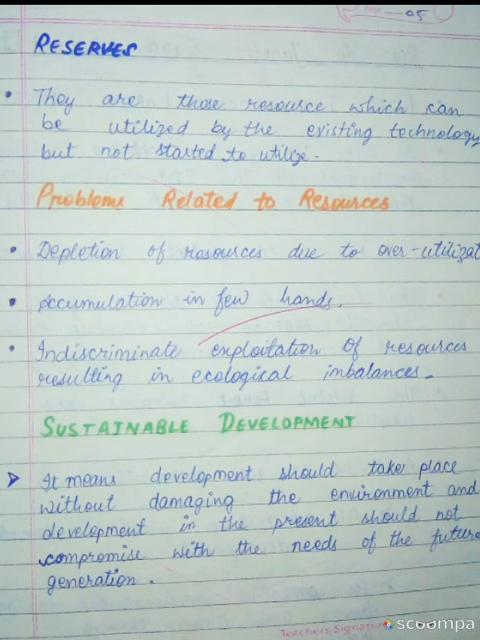 05
RESERVES
• They are those resource which can
be utilized by the existing technology
but not started to utilize.
Problems Related to Resources
• Depletion of resources due to over-utilizat
• Accumulation in few hands.
• Indiscriminate exploitation of resources
resulting in ecological imbalances.
SUSTAINABLE DEVELOPMENT
➤ It means development should take place
without damaging the environment and
development in the present should not
compromise with the needs of the future
generation.
Teachers Signatur
scoompa